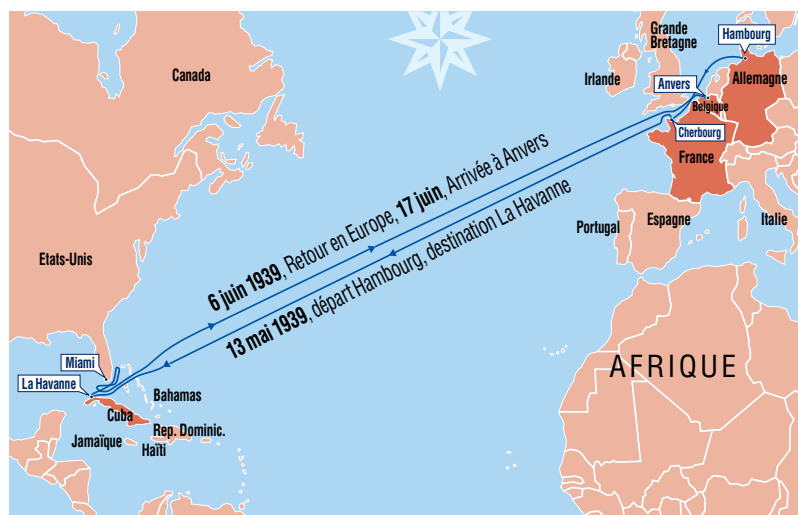 Grande
Bretagne
Hambourg
Canada
Irlande
Anvers
Allemagne
Belgique
Cherbourg
France
6 juin 1939, Retour en Europe, 17 juin, Arrivée à Anvers
13 mai 1939, départ Hambourg, destination La Havanne
Portugal
Espagne
Italie
Etats-Unis
Miami
La Havanne
AFRIQUE
Bahamas
Cuba
Rep. Dominic.
Jamaïque
Haïti